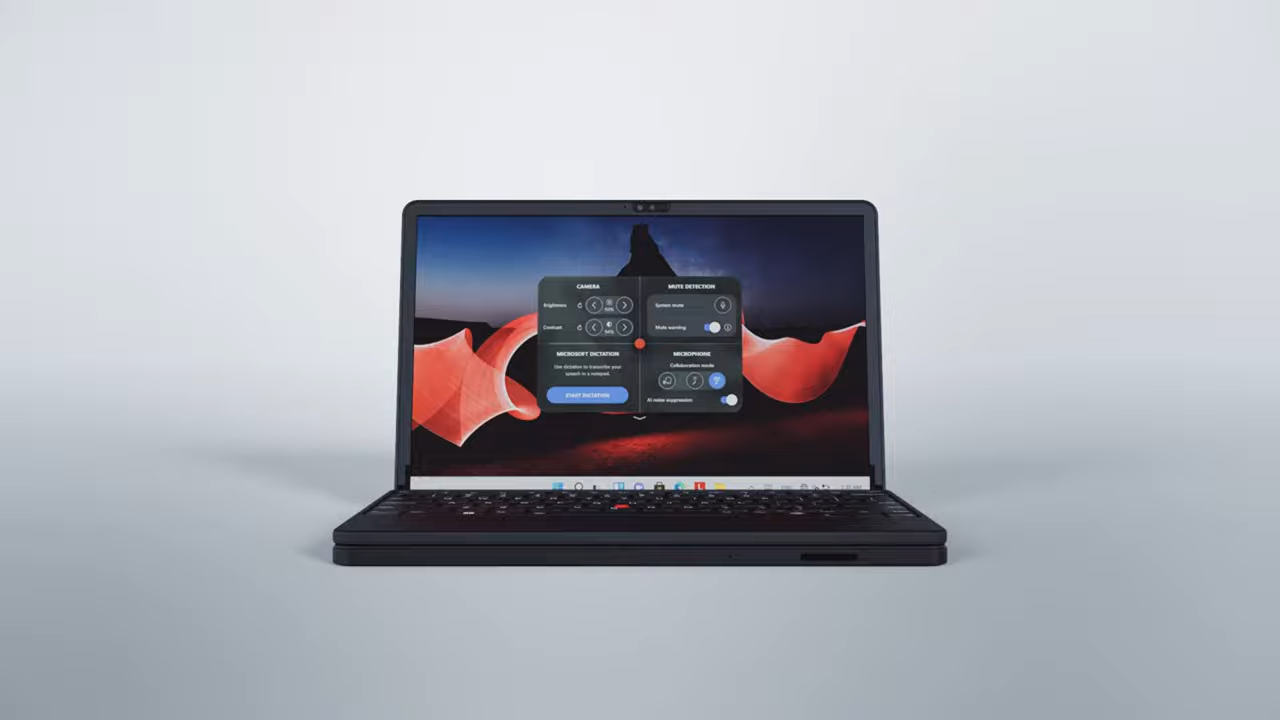 CAMERA
Brightness
Contrast
MUTE DETECTION
System mute
Mute warning
MICROSOFT DICTATION
Use dictation to transcribe your
speech in a notepad.
START DICTATION
MICROPHONE
Collaboration mode
AI noise suppression